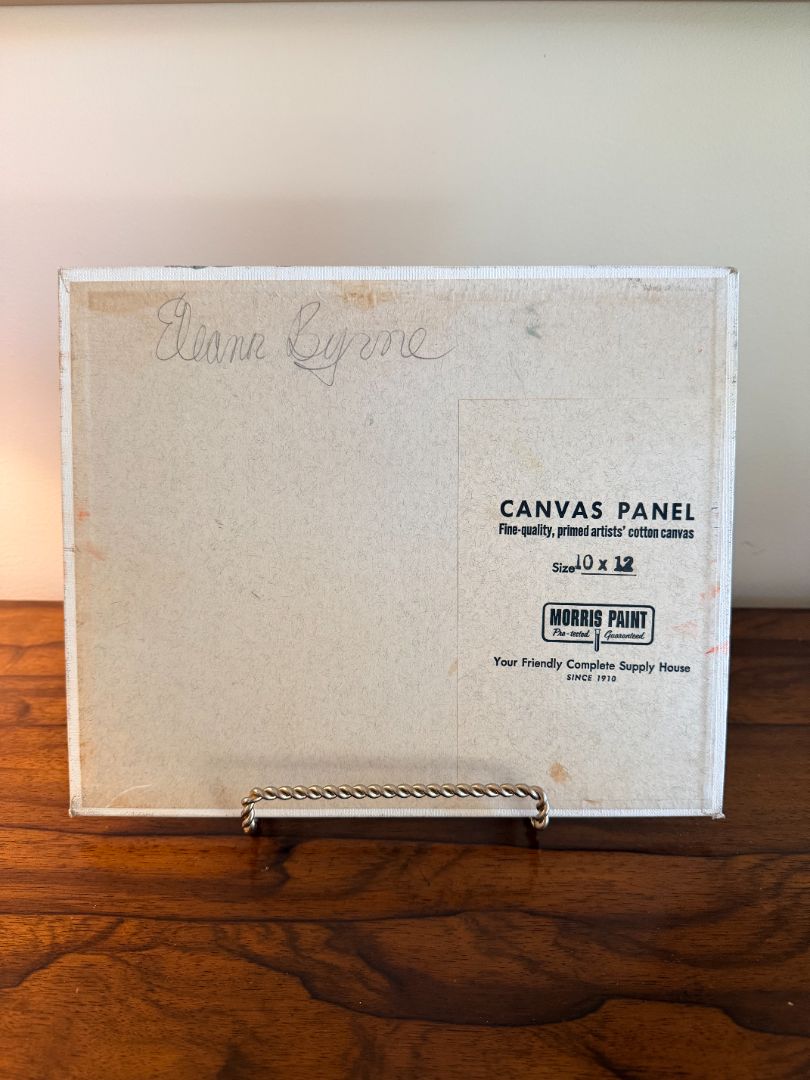 Eleann Byrne
CANVAS PANEL
Fine-quality, primed artists' cotton canvas
Size 10 x 12
MORRIS PAINT
Pre-tested Guaranteed
Your Friendly Complete Supply House
SINCE 1910